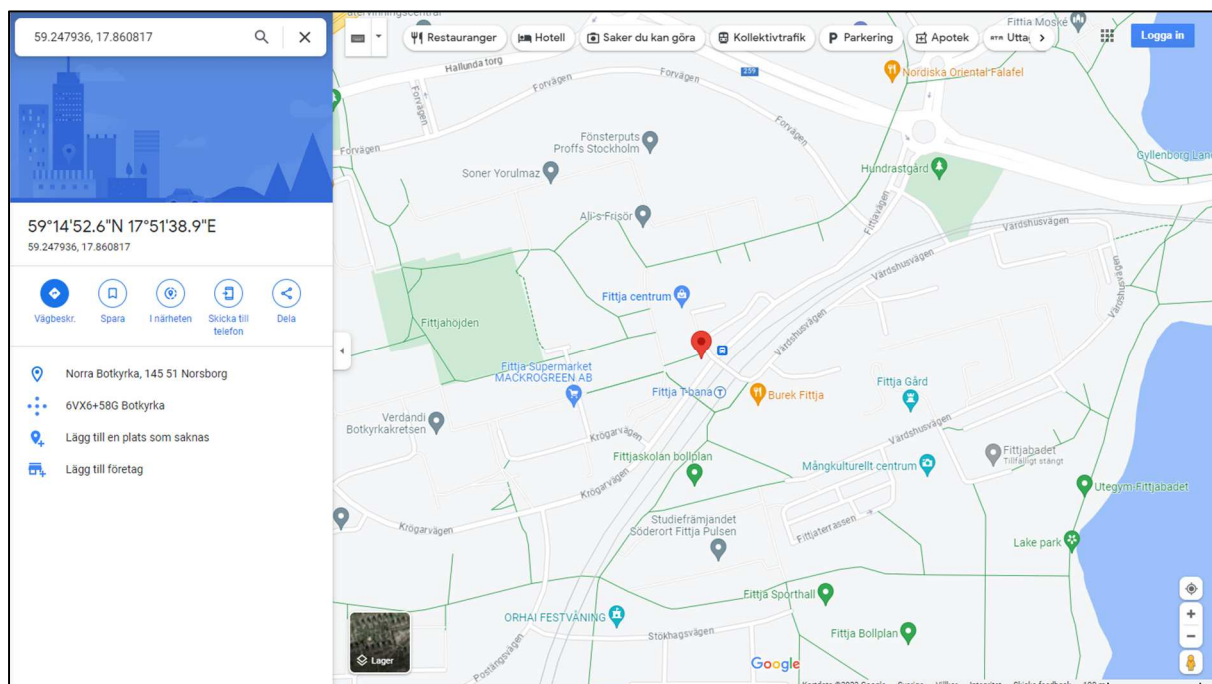 59.247936, 17.860817
59°14'52.6"N 17°51'38.9"E
59.247936, 17.860817
Vägbeskr.
Spara
I närheten
Skicka till
telefon
Dela
Norra Botkyrka, 145 51 Norsborg
6VX6+58G Botkyrka
Lägg till en plats som saknas
Lägg till företag
Restauranger
Hotell
Saker du kan göra
Kollektivtrafik
P Parkering
Apotek
ATM Utta
Logga in
Fittja Moské
Hallunda torg
Forvägen
Forvägen
259
Nordiska Oriental Falafel
Forvägen
Forvägen
Forvägen
Fönsterputs
Proffs Stockholm
Soner Yorulmaz
Gyllenborg Lan
Hundrastgård
Ali's Frisör
Fittjavägen
Värdshusvägen
Värdshusvägen
Värdshusvägen
Fittja centrum
Fittjahöjden
Värdshusvägen
Fittja Supermarket
MACKROGREEN AB
Fittja T-bana
T
Burek Fittja
Fittja Gård
Verdandi
Botkyrkakretsen
Krögarvägen
Värdshusvägen
Fittjaskolan bollplan
Fittjabadet
Tillfälligt stängt
Mångkulturellt centrum
Krögarvägen
Utegym-Fittjabadet
Krögarvägen
Studiefrämjandet
Söderort Fittja Pulsen
Fittjaterrassen
Lake park
Fittja Sporthall
ORHAI FESTVÅNING
Stökhagsvägen
Fittja Bollplan
Postängsvägen
Lager
Google